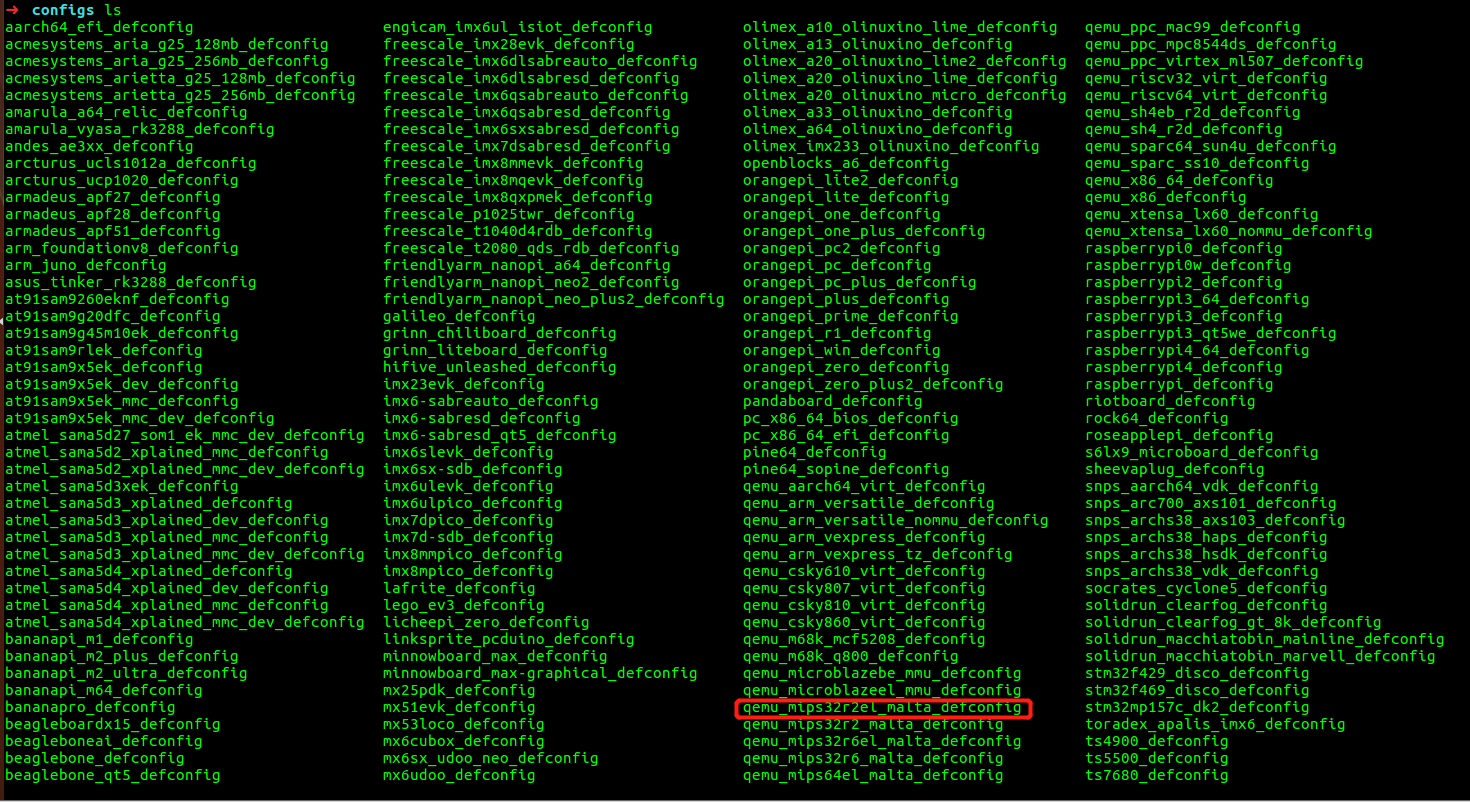 ➜ configs ls
aarch64_efi_defconfig engicam_imx6ul_isiot_defconfig olimex_a10_olinuxino_lime_defconfig qemu_ppc_mac99_defconfig
acmesystems_aria_g25_128mb_defconfig freescale_imx28evk_defconfig olimex_a13_olinuxino_defconfig qemu_ppc_mpc8544ds_defconfig
acmesystems_aria_g25_256mb_defconfig freescale_imx6dlsabreauto_defconfig olimex_a20_olinuxino_lime2_defconfig qemu_ppc_virtex_ml507_defconfig
acmesystems_arietta_g25_128mb_defconfig freescale_imx6dlsabresd_defconfig olimex_a20_olinuxino_lime_defconfig qemu_riscv32_virt_defconfig
acmesystems_arietta_g25_256mb_defconfig freescale_imx6qsabreauto_defconfig olimex_a20_olinuxino_micro_defconfig qemu_riscv64_virt_defconfig
amarula_a64_relic_defconfig freescale_imx6qsabresd_defconfig olimex_a33_olinuxino_defconfig qemu_sh4eb_r2d_defconfig
amarula_vyasa_rk3288_defconfig freescale_imx6sxsabresd_defconfig olimex_a64_olinuxino_defconfig qemu_sh4_r2d_defconfig
andes_ae3xx_defconfig freescale_imx7dsabresd_defconfig olimex_imx233_olinuxino_defconfig qemu_sparc64_sun4u_defconfig
arcturus_ucls1012a_defconfig freescale_imx8mmevk_defconfig openblocks_a6_defconfig qemu_sparc_ss10_defconfig
arcturus_ucp1020_defconfig freescale_imx8mqevk_defconfig orangepi_lite2_defconfig qemu_x86_64_defconfig
armadeus_apf27_defconfig freescale_imx8qxpmek_defconfig orangepi_lite_defconfig qemu_x86_defconfig
armadeus_apf28_defconfig freescale_p1025twr_defconfig orangepi_one_defconfig qemu_xtensa_lx60_defconfig
armadeus_apf51_defconfig freescale_t1040d4rdb_defconfig orangepi_one_plus_defconfig qemu_xtensa_lx60_nommu_defconfig
arm_foundationv8_defconfig freescale_t2080_qds_rdb_defconfig orangepi_pc2_defconfig raspberrypi0_defconfig
arm_juno_defconfig friendlyarm_nanopi_a64_defconfig orangepi_pc_defconfig raspberrypi0w_defconfig
asus_tinker_rk3288_defconfig friendlyarm_nanopi_neo2_defconfig orangepi_pc_plus_defconfig raspberrypi2_defconfig
at91sam9260eknf_defconfig friendlyarm_nanopi_neo_plus2_defconfig orangepi_plus_defconfig raspberrypi3_64_defconfig
at91sam9g20dfc_defconfig galileo_defconfig orangepi_prime_defconfig raspberrypi3_defconfig
at91sam9g45m10ek_defconfig grinn_chiliboard_defconfig orangepi_r1_defconfig raspberrypi3_qt5we_defconfig
at91sam9rlek_defconfig grinn_liteboard_defconfig orangepi_win_defconfig raspberrypi4_64_defconfig
at91sam9x5ek_defconfig hifive_unleashed_defconfig orangepi_zero_defconfig raspberrypi4_defconfig
at91sam9x5ek_dev_defconfig imx23evk_defconfig orangepi_zero_plus2_defconfig raspberrypi_defconfig
at91sam9x5ek_mmc_defconfig imx6-sabreauto_defconfig pandaboard_defconfig riotboard_defconfig
at91sam9x5ek_mmc_dev_defconfig imx6-sabresd_defconfig pc_x86_64_bios_defconfig rock64_defconfig
atmel_sama5d27_som1_ek_mmc_dev_defconfig imx6-sabresd_qt5_defconfig pc_x86_64_efi_defconfig roseapplepi_defconfig
atmel_sama5d2_xplained_mmc_defconfig imx6slevk_defconfig pine64_defconfig s6lx9_microboard_defconfig
atmel_sama5d2_xplained_mmc_dev_defconfig imx6sx-sdb_defconfig pine64_sopine_defconfig sheevaplug_defconfig
atmel_sama5d3xek_defconfig imx6ulevk_defconfig qemu_aarch64_virt_defconfig snps_aarch64_vdk_defconfig
atmel_sama5d3_xplained_defconfig imx6ulpico_defconfig qemu_arm_versatile_defconfig snps_arc700_axs101_defconfig
atmel_sama5d3_xplained_dev_defconfig imx7dpico_defconfig qemu_arm_versatile_nommu_defconfig snps_archs38_axs103_defconfig
atmel_sama5d3_xplained_mmc_defconfig imx7d-sdb_defconfig qemu_arm_vexpress_defconfig snps_archs38_haps_defconfig
atmel_sama5d3_xplained_mmc_dev_defconfig imx8mmpico_defconfig qemu_arm_vexpress_tz_defconfig snps_archs38_hsdk_defconfig
atmel_sama5d4_xplained_defconfig imx8mpico_defconfig qemu_csky610_virt_defconfig snps_archs38_vdk_defconfig
atmel_sama5d4_xplained_dev_defconfig lafrite_defconfig qemu_csky807_virt_defconfig socrates_cyclone5_defconfig
atmel_sama5d4_xplained_mmc_defconfig lego_ev3_defconfig qemu_csky810_virt_defconfig solidrun_clearfog_defconfig
atmel_sama5d4_xplained_mmc_dev_defconfig licheepi_zero_defconfig qemu_csky860_virt_defconfig solidrun_clearfog_gt_8k_defconfig
bananapi_m1_defconfig linksprite_pcduino_defconfig qemu_m68k_mcf5208_defconfig solidrun_macchiatobin_mainline_defconfig
bananapi_m2_plus_defconfig minnowboard_max_defconfig qemu_m68k_q800_defconfig solidrun_macchiatobin_marvell_defconfig
bananapi_m2_ultra_defconfig minnowboard_max-graphical_defconfig qemu_microblazebe_mmu_defconfig stm32f429_disco_defconfig
bananapi_m64_defconfig mx25pdk_defconfig qemu_microblazeel_mmu_defconfig stm32f469_disco_defconfig
bananapro_defconfig mx51evk_defconfig qemu_mips32r2el_malta_defconfig stm32mp157c_dk2_defconfig
beagleboardx15_defconfig mx53loco_defconfig qemu_mips32r2_malta_defconfig toradex_apalis_imx6_defconfig
beagleboneai_defconfig mx6cubox_defconfig qemu_mips32r6el_malta_defconfig ts4900_defconfig
beaglebone_defconfig mx6sx_udoo_neo_defconfig qemu_mips32r6_malta_defconfig ts5500_defconfig
beaglebone_qt5_defconfig mx6udoo_defconfig qemu_mips64el_malta_defconfig ts7680_defconfig